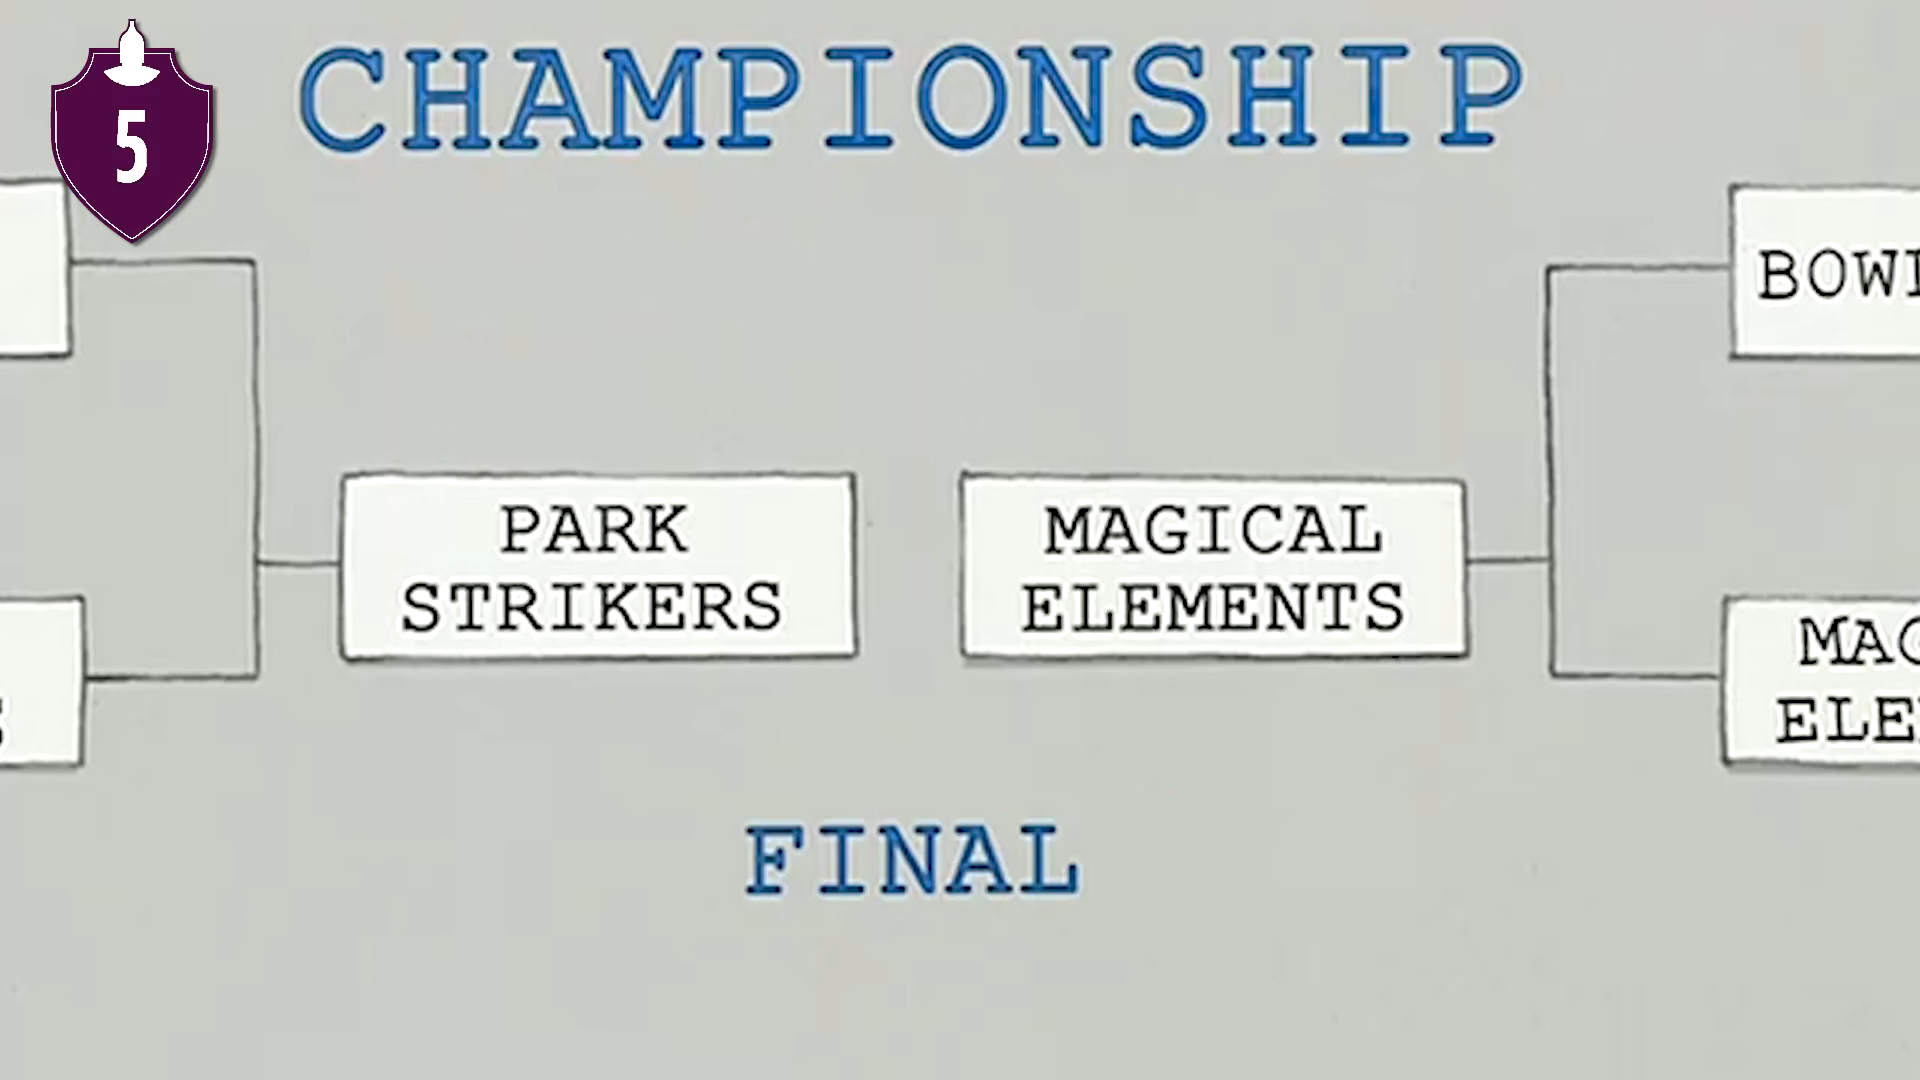 CHAMPIONSHIP
5
PARK
STRIKERS
MAGICAL
ELEMENTS
FINAL